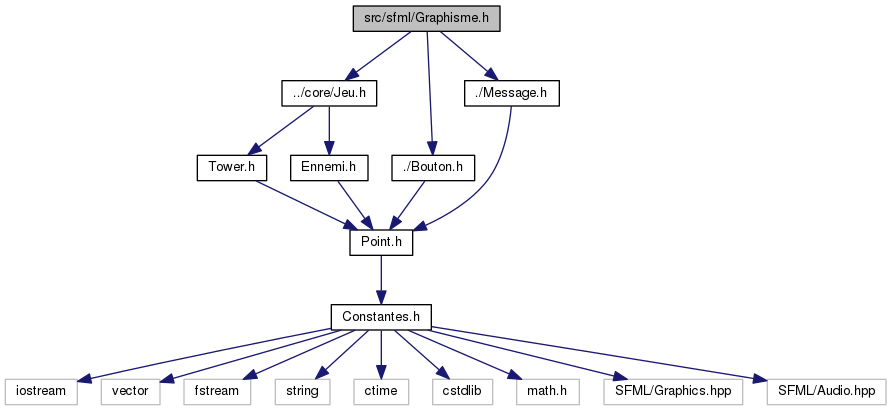 src/sfml/Graphisme.h
../core/Jeu.h
./Message.h
Tower.h
Ennemi.h
./Bouton.h
Point.h
Constantes.h
iostream
vector
fstream
string
ctime
cstdlib
math.h
SFML/Graphics.hpp
SFML/Audio.hpp